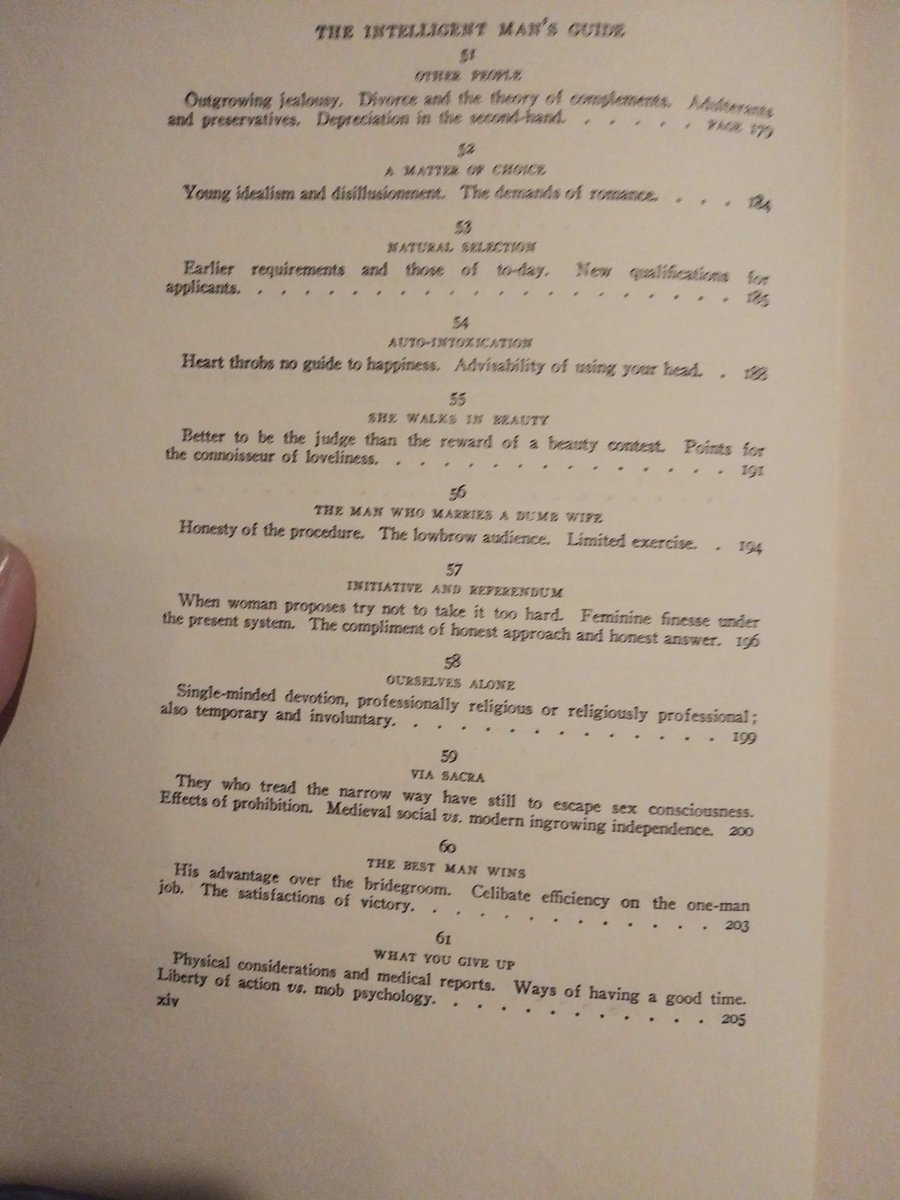 THE INTELLIGENT MAN'S GUIDE
51
OTHER PEOPLE
Outgrowing jealousy. Divorce and the theory of complements. Adulterants
and preservatives. Depreciation in the second-hand. . . . . . PAGE 179
52
A MATTER OF CHOICE
Young idealism and disillusionment. The demands of romance. . . . 184
53
NATURAL SELECTION
Earlier requirements and those of to-day. New qualifications for
applicants. . . . . . . . . . . . . . . . . . . . 185
54
AUTO-INTOXICATION
Heart throbs no guide to happiness. Advisability of using your head. . 188
55
SHE WALKS IN BEAUTY
Better to be the judge than the reward of a beauty contest. Points for
the connoisseur of loveliness. . . . . . . . . . . . . . 191
56
THE MAN WHO MARRIES A DUMB WIFE
Honesty of the procedure. The lowbrow audience. Limited exercise. . 194
57
INITIATIVE AND REFERENDUM
When woman proposes try not to take it too hard. Feminine finesse under
the present system. The compliment of honest approach and honest answer. 196
58
OURSELVES ALONE
Single-minded devotion, professionally religious or religiously professional;
also temporary and involuntary. . . . . . . . . . . . . 199
59
VIA SACRA
They who tread the narrow way have still to escape sex consciousness.
Effects of prohibition. Medieval social vs. modern ingrowing independence. 200
60
THE BEST MAN WINS
His advantage over the bridegroom. Celibate efficiency on the one-man
job. The satisfactions of victory. . . . . . . . . . . . . 203
61
WHAT YOU GIVE UP
Physical considerations and medical reports. Ways of having a good time.
Liberty of action vs. mob psychology. . . . . . . . . . . . 205
xiv